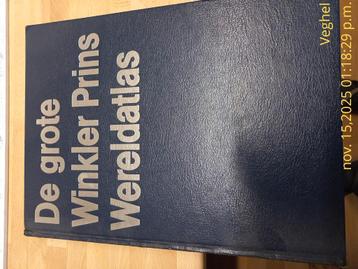 De grote
Winkler Prins
Wereldatlas
nov. 15,2025 01:18:29 p.m.
Veghel